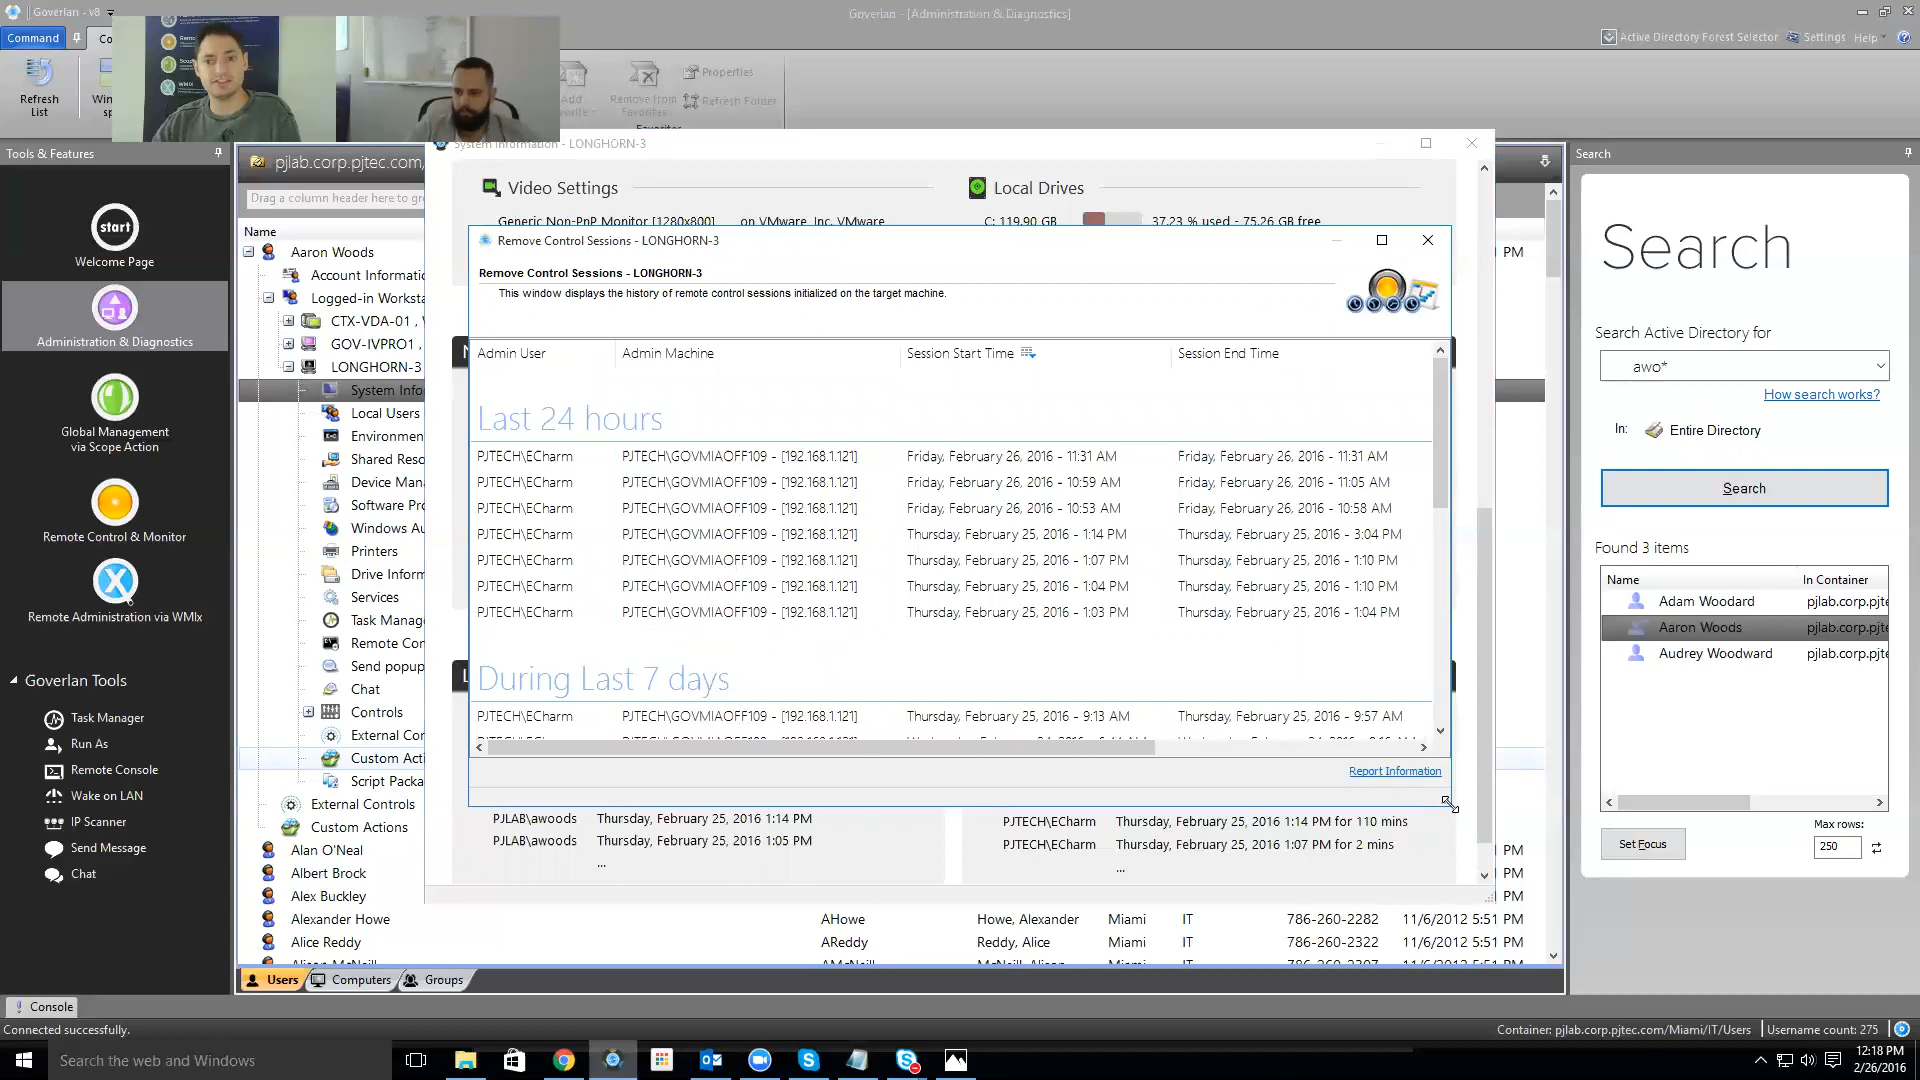 Goverlan - v8
Goverlan - [Administration & Diagnostics]
Command
Active Directory Forest Selector
Settings
Help
Refresh List
Add
Remove from Favorites
Properties
Refresh Folder
Tools & Features
start
Welcome Page
Administration & Diagnostics
Global Management
via Scope Action
Remote Control & Monitor
Remote Administration via WMIx
Goverlan Tools
Task Manager
Run As
Remote Console
Wake on LAN
IP Scanner
Send Message
Chat
pjlab.corp.pjtec.com/
Drag a column header here to gr
Name
Aaron Woods
Account Informatio
Logged-in Worksta
CTX-VDA-01 ,
GOV-IVPRO1 ,
LONGHORN-3
System Info
Local Users
Environmen
Shared Reso
Device Man
Software Pro
Windows Au
Printers
Drive Inform
Services
Task Manage
Remote Con
Send popup
Chat
Controls
External Cor
Custom Acti
Script Packa
External Controls
Custom Actions
Alan O'Neal
Albert Brock
Alex Buckley
Alexander Howe AHowe Howe, Alexander Miami IT 786-260-2282 11/6/2012 5:51 PM
Alice Reddy AReddy Reddy, Alice Miami IT 786-260-2322 11/6/2012 5:51 PM
Users
Computers
Groups
System Information - LONGHORN-3
Video Settings
Generic Non-PnP Monitor [1280x800] on VMware, Inc. VMware
Local Drives
C: 119.90 GB 37.23 % used - 75.26 GB free
Remove Control Sessions - LONGHORN-3
Remove Control Sessions - LONGHORN-3
This window displays the history of remote control sessions initialized on the target machine.
Admin User Admin Machine Session Start Time Session End Time
Last 24 hours
PJTECH\ECharm PJTECH\GOVMIAOFF109 - [192.168.1.121] Friday, February 26, 2016 - 11:31 AM Friday, February 26, 2016 - 11:31 AM
PJTECH\ECharm PJTECH\GOVMIAOFF109 - [192.168.1.121] Friday, February 26, 2016 - 10:59 AM Friday, February 26, 2016 - 11:05 AM
PJTECH\ECharm PJTECH\GOVMIAOFF109 - [192.168.1.121] Friday, February 26, 2016 - 10:53 AM Friday, February 26, 2016 - 10:58 AM
PJTECH\ECharm PJTECH\GOVMIAOFF109 - [192.168.1.121] Thursday, February 25, 2016 - 1:14 PM Thursday, February 25, 2016 - 3:04 PM
PJTECH\ECharm PJTECH\GOVMIAOFF109 - [192.168.1.121] Thursday, February 25, 2016 - 1:07 PM Thursday, February 25, 2016 - 1:10 PM
PJTECH\ECharm PJTECH\GOVMIAOFF109 - [192.168.1.121] Thursday, February 25, 2016 - 1:04 PM Thursday, February 25, 2016 - 1:10 PM
PJTECH\ECharm PJTECH\GOVMIAOFF109 - [192.168.1.121] Thursday, February 25, 2016 - 1:03 PM Thursday, February 25, 2016 - 1:04 PM
During Last 7 days
PJTECH\ECharm PJTECH\GOVMIAOFF109 - [192.168.1.121] Thursday, February 25, 2016 - 9:13 AM Thursday, February 25, 2016 - 9:57 AM
Report Information
PJLAB\awoods Thursday, February 25, 2016 1:14 PM
PJLAB\awoods Thursday, February 25, 2016 1:05 PM
...
PJTECH\ECharm Thursday, February 25, 2016 1:14 PM for 110 mins
PJTECH\ECharm Thursday, February 25, 2016 1:07 PM for 2 mins
...
Search
Search
Search Active Directory for
awo*
How search works?
In: Entire Directory
Search
Found 3 items
Name In Container
Adam Woodard pjlab.corp.pjte
Aaron Woods pjlab.corp.pjte
Audrey Woodward pjlab.corp.pjte
Set Focus
Max rows:
250
Console
Connected successfully.
Container: pjlab.corp.pjtec.com/Miami/IT/Users
Username count: 275
Search the web and Windows
12:18 PM
2/26/2016